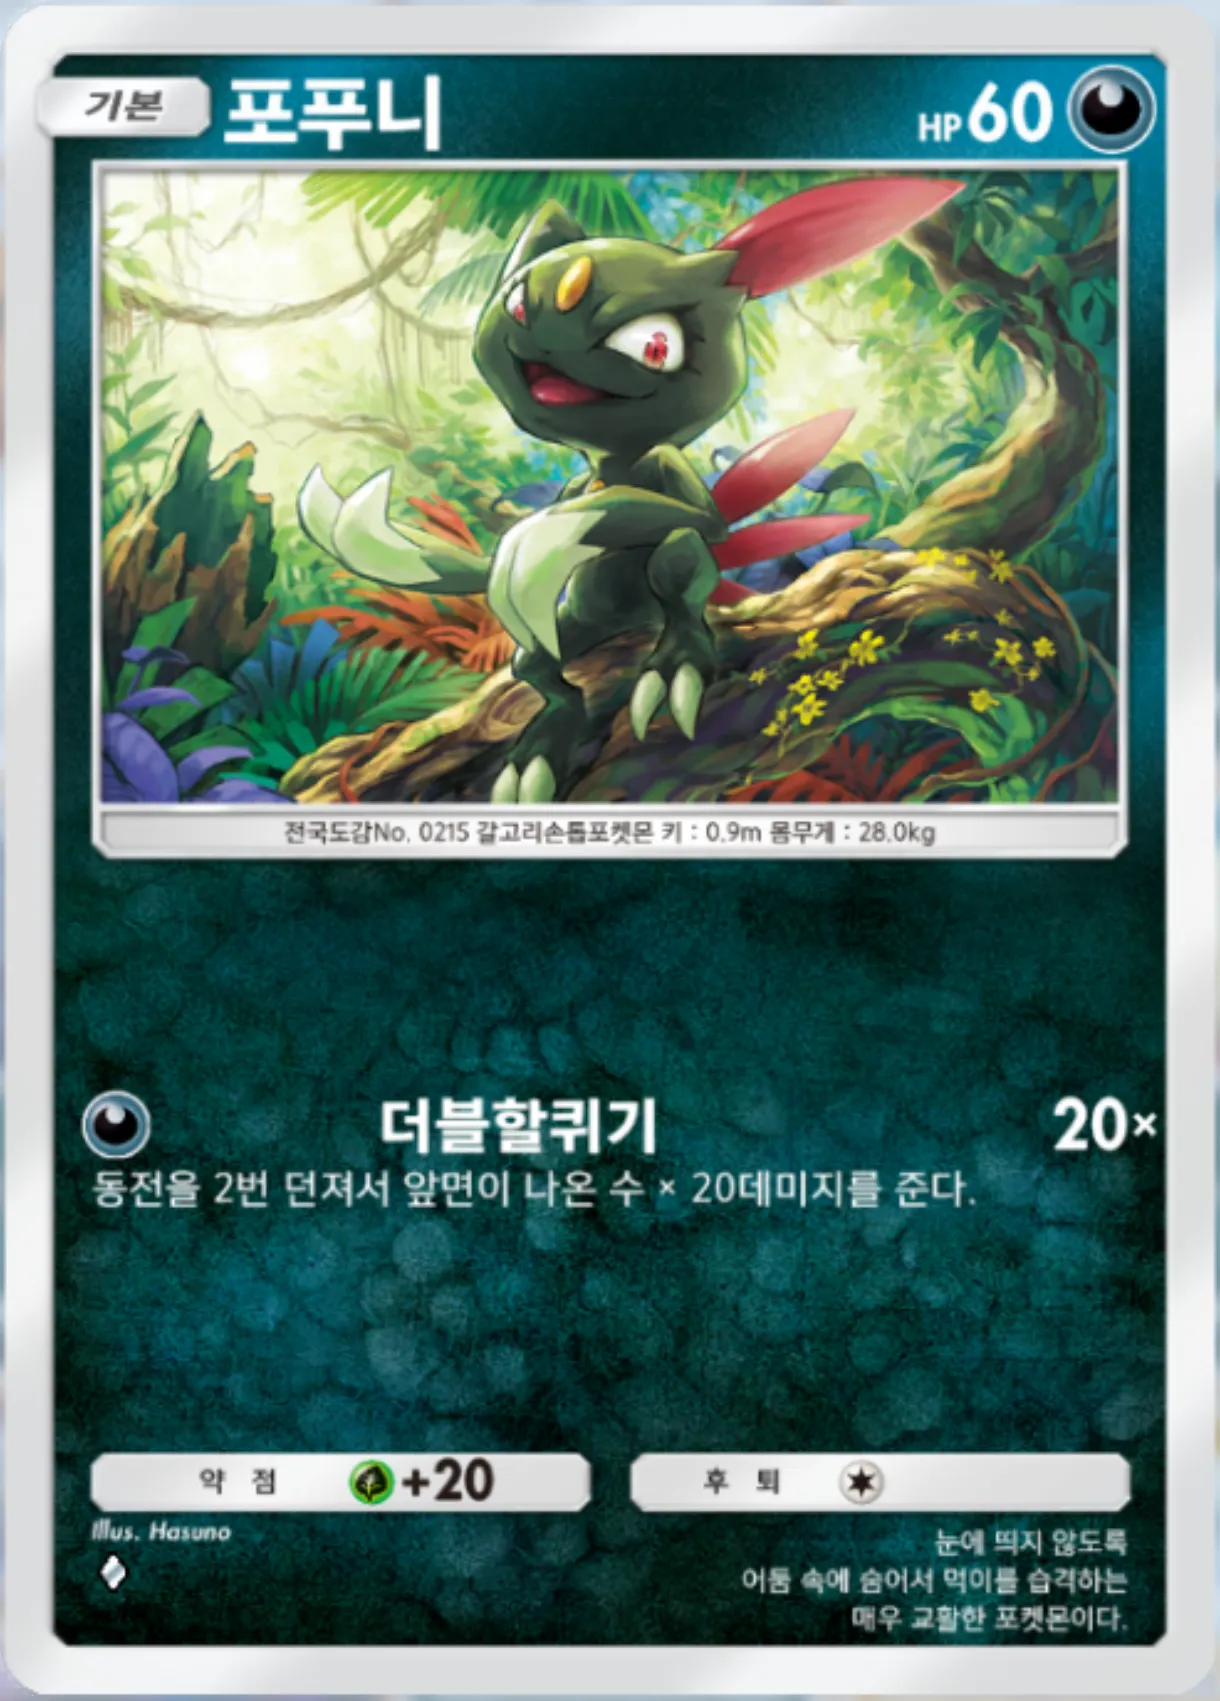 기본 포푸니 HP 60
전국도감No. 0215 갈고리손톱포켓몬 키 : 0.9m 몸무게 : 28.0kg
더블할퀴기 20×
동전을 2번 던져서 앞면이 나온 수 × 20데미지를 준다.
약 점 +20 후 퇴
Illus. Hasuno
눈에 띄지 않도록
어둠 속에 숨어서 먹이를 습격하는
매우 교활한 포켓몬이다.